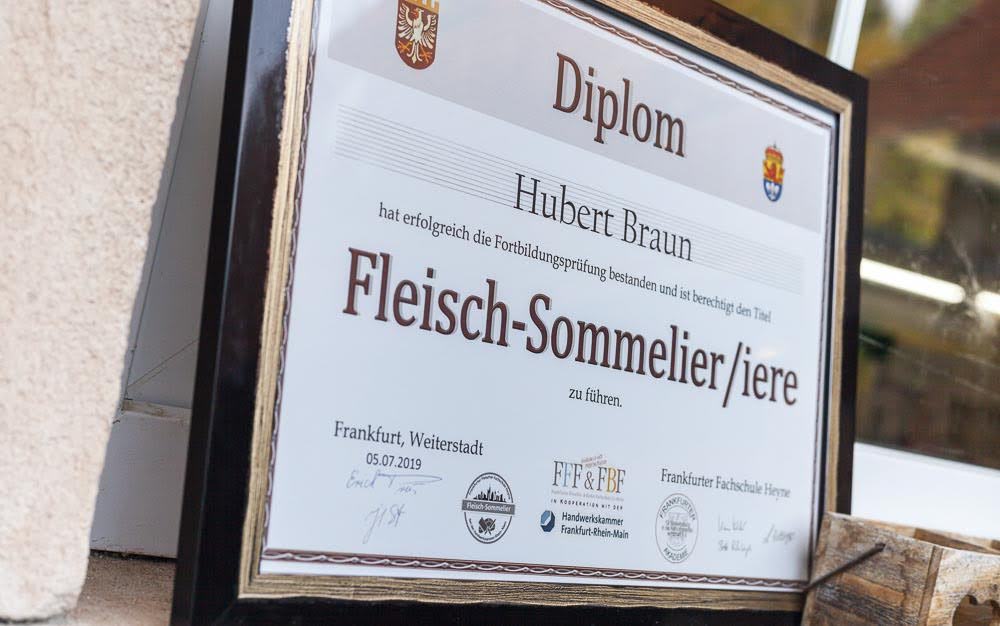 Diplom
Hubert Braun
hat erfolgreich die Fortbildungsprüfung bestanden und ist berechtigt den Titel
Fleisch-Sommelier/iere
zu führen.
Frankfurt, Weiterstadt
05.07.2019
Fleisch-Sommelier
FFF & FBF
IN KOOPERATION MIT DER
Handwerkskammer
Frankfurt-Rhein-Main
Frankfurter Fachschule Heyne
FRANKFURTER
AKADEMIE